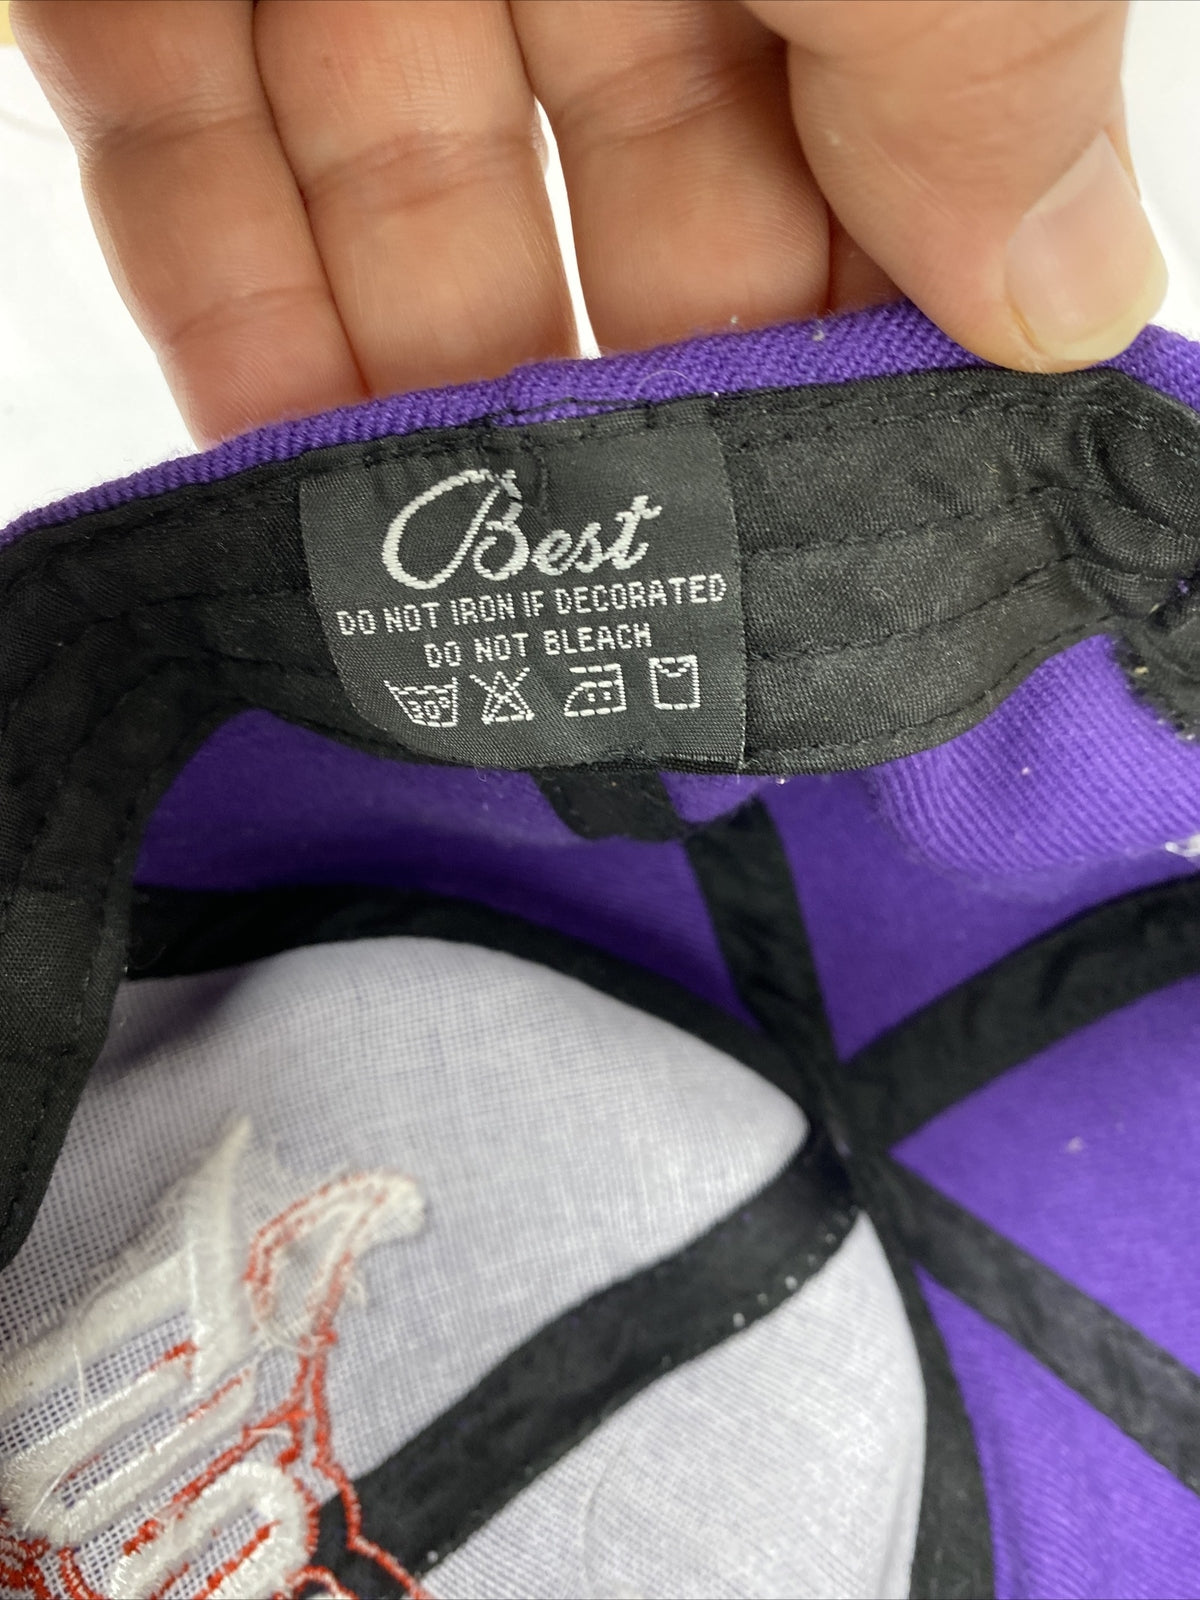 Best
DO NOT IRON IF DECORATED
DO NOT BLEACH
30°